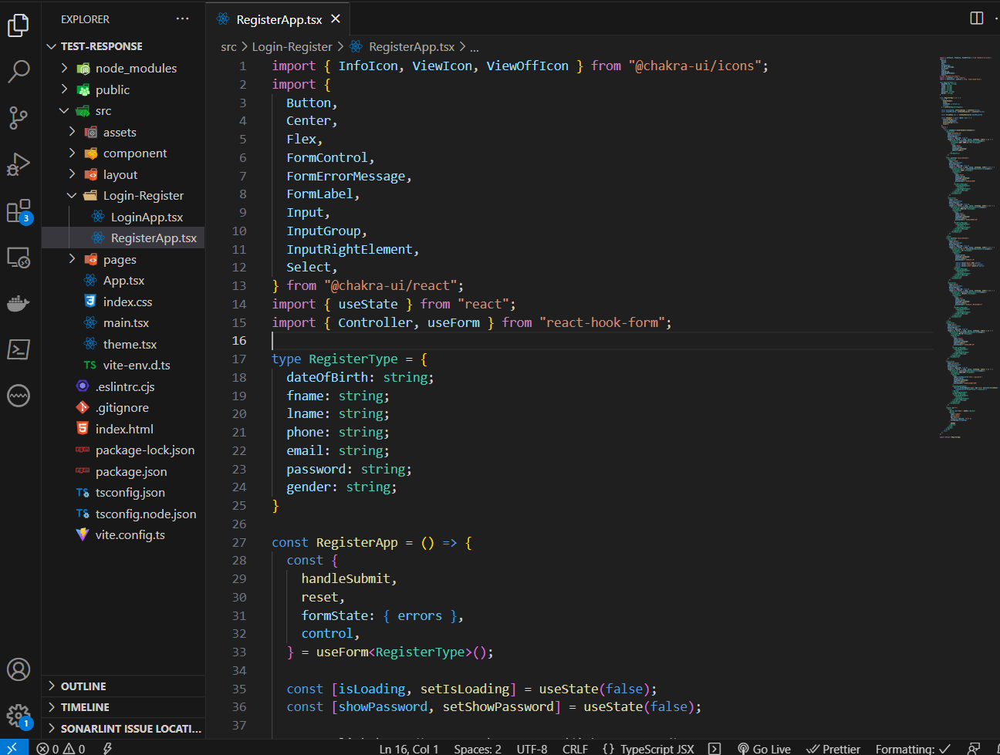 EXPLORER
TEST-RESPONSE
node_modules
public
src
assets
component
layout
Login-Register
LoginApp.tsx
RegisterApp.tsx
pages
App.tsx
index.css
main.tsx
theme.tsx
TS vite-env.d.ts
.eslintrc.cjs
.gitignore
index.html
package-lock.json
package.json
TS tsconfig.json
TS tsconfig.node.json
vite.config.ts
OUTLINE
TIMELINE
SONARLINT ISSUE LOCATI...
3
1
RegisterApp.tsx
src > Login-Register > RegisterApp.tsx > ...
1 import { InfoIcon, ViewIcon, ViewOffIcon } from "@chakra-ui/icons";
2 import {
3 Button,
4 Center,
5 Flex,
6 FormControl,
7 FormErrorMessage,
8 FormLabel,
9 Input,
10 InputGroup,
11 InputRightElement,
12 Select,
13 } from "@chakra-ui/react";
14 import { useState } from "react";
15 import { Controller, useForm } from "react-hook-form";
16
17 type RegisterType = {
18 dateOfBirth: string;
19 fname: string;
20 lname: string;
21 phone: string;
22 email: string;
23 password: string;
24 gender: string;
25 }
26
27 const RegisterApp = () => {
28 const {
29 handleSubmit,
30 reset,
31 formState: { errors },
32 control,
33 } = useForm<RegisterType>();
34
35 const [isLoading, setIsLoading] = useState(false);
36 const [showPassword, setShowPassword] = useState(false);
37
0 0
Ln 16, Col 1 Spaces: 2 UTF-8 CRLF {} TypeScript JSX Go Live Prettier Formatting: